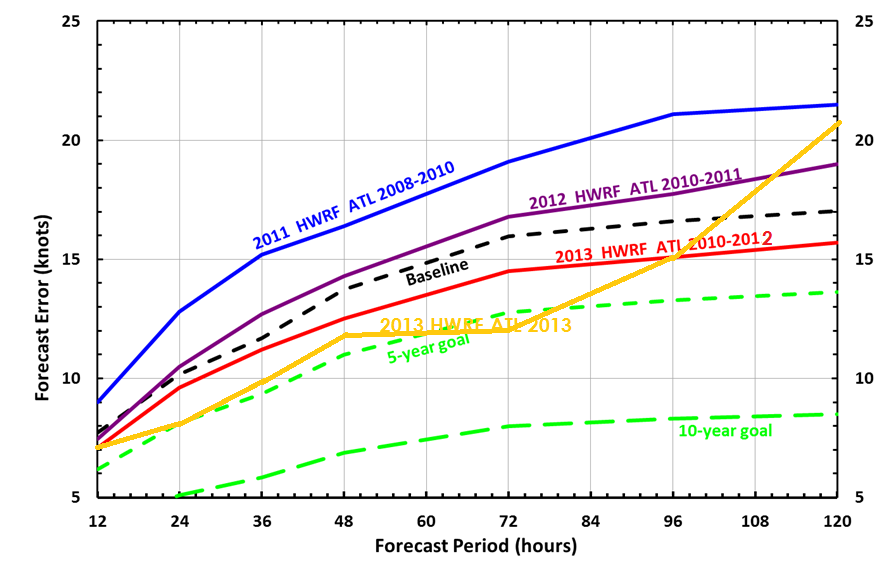 25
25
20
20
15
15
10
10
5
5
Forecast Error (knots)
2011 HWRF ATL 2008-2010
2012 HWRF ATL 2010-2011
Baseline
2013 HWRF ATL 2010-2012
2013 HWRF ATL 2013
5-year goal
10-year goal
12 24 36 48 60 72 84 96 108 120
Forecast Period (hours)